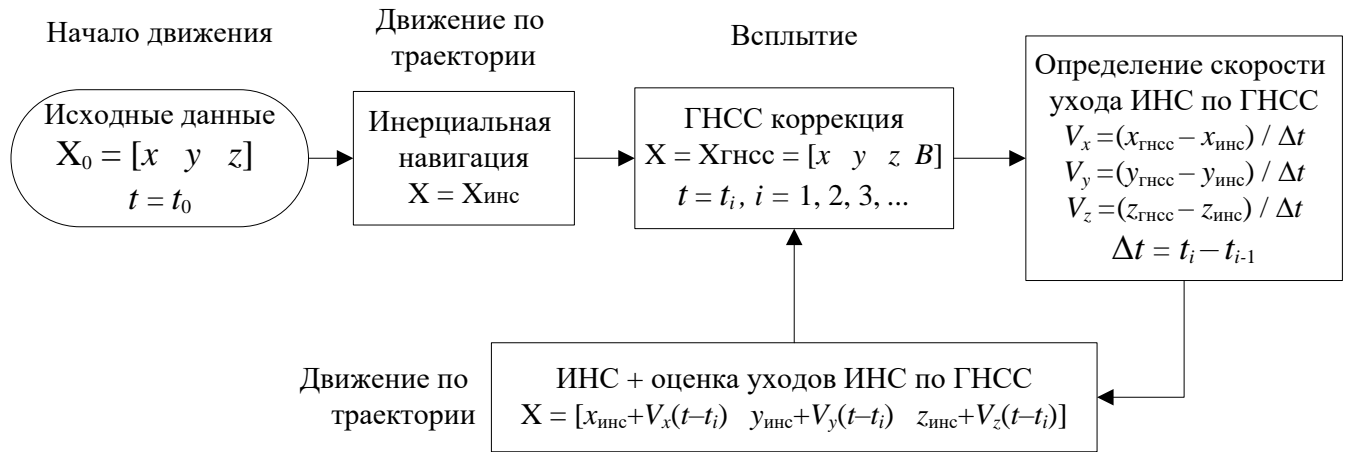 Начало движения
Исходные данные
X₀ = [x y z]
t = t₀
Движение по
траектории
Инерциальная
навигация
X = Xинс
Всплытие
ГНСС коррекция
X = Xгнсс = [x y z B]
t = tᵢ, i = 1, 2, 3, ...
Определение скорости
ухода ИНС по ГНСС
Vₓ =(xгнсс – xинс) / Δt
Vy =(yгнсс – yинс) / Δt
Vz =(zгнсс – zинс) / Δt
Δt = tᵢ – tᵢ₋₁
Движение по
траектории
ИНС + оценка уходов ИНС по ГНСС
X = [xинс+Vₓ(t–tᵢ) yинс+Vy(t–tᵢ) zинс+Vz(t–tᵢ)]